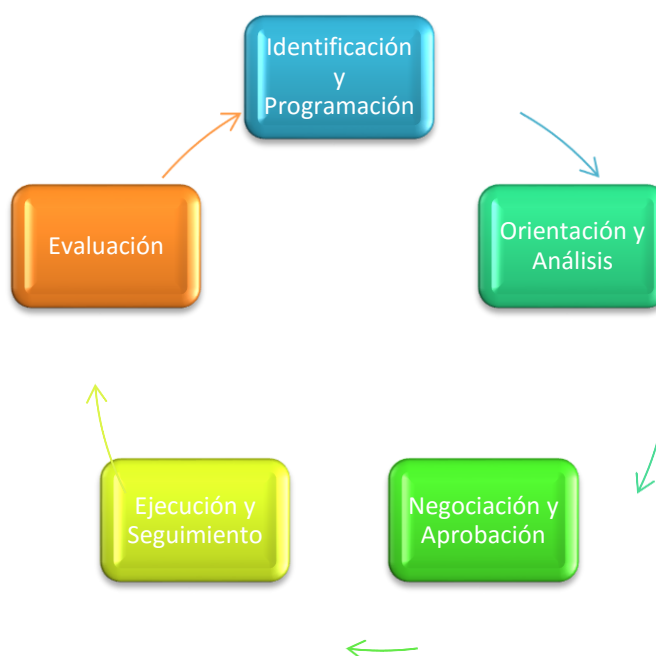 Identificación
y
Programación
Orientación y
Análisis
Negociación y
Aprobación
Ejecución y
Seguimiento
Evaluación